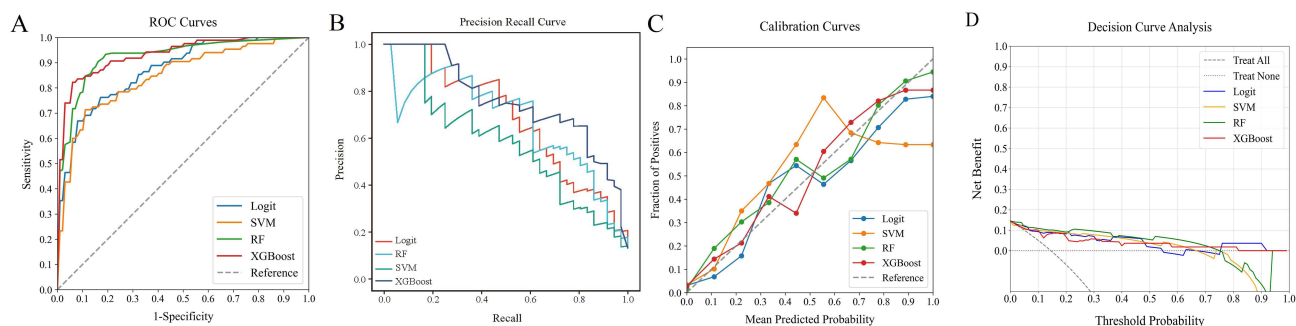 A
ROC Curves
Sensitivity
1.0
0.9
0.8
0.7
0.6
0.5
0.4
0.3
0.2
0.1
0.0
0.0 0.1 0.2 0.3 0.4 0.5 0.6 0.7 0.8 0.9 1.0
1-Specificity
Logit
SVM
RF
XGBoost
Reference
B
Precision Recall Curve
Precision
1.0
0.8
0.6
0.4
0.2
0.0
0.0 0.2 0.4 0.6 0.8 1.0
Recall
Logit
RF
SVM
XGBoost
C
Calibration Curves
Fraction of Positives
1.0
0.9
0.8
0.7
0.6
0.5
0.4
0.3
0.2
0.1
0.0
0.0 0.1 0.2 0.3 0.4 0.5 0.6 0.7 0.8 0.9 1.0
Mean Predicted Probability
Logit
SVM
RF
XGBoost
Reference
D
Decision Curve Analysis
Net Benefit
1.0
0.9
0.8
0.7
0.6
0.5
0.4
0.3
0.2
0.1
0.0
0.0 0.1 0.2 0.3 0.4 0.5 0.6 0.7 0.8 0.9 1.0
Threshold Probability
Treat All
Treat None
Logit
SVM
RF
XGBoost